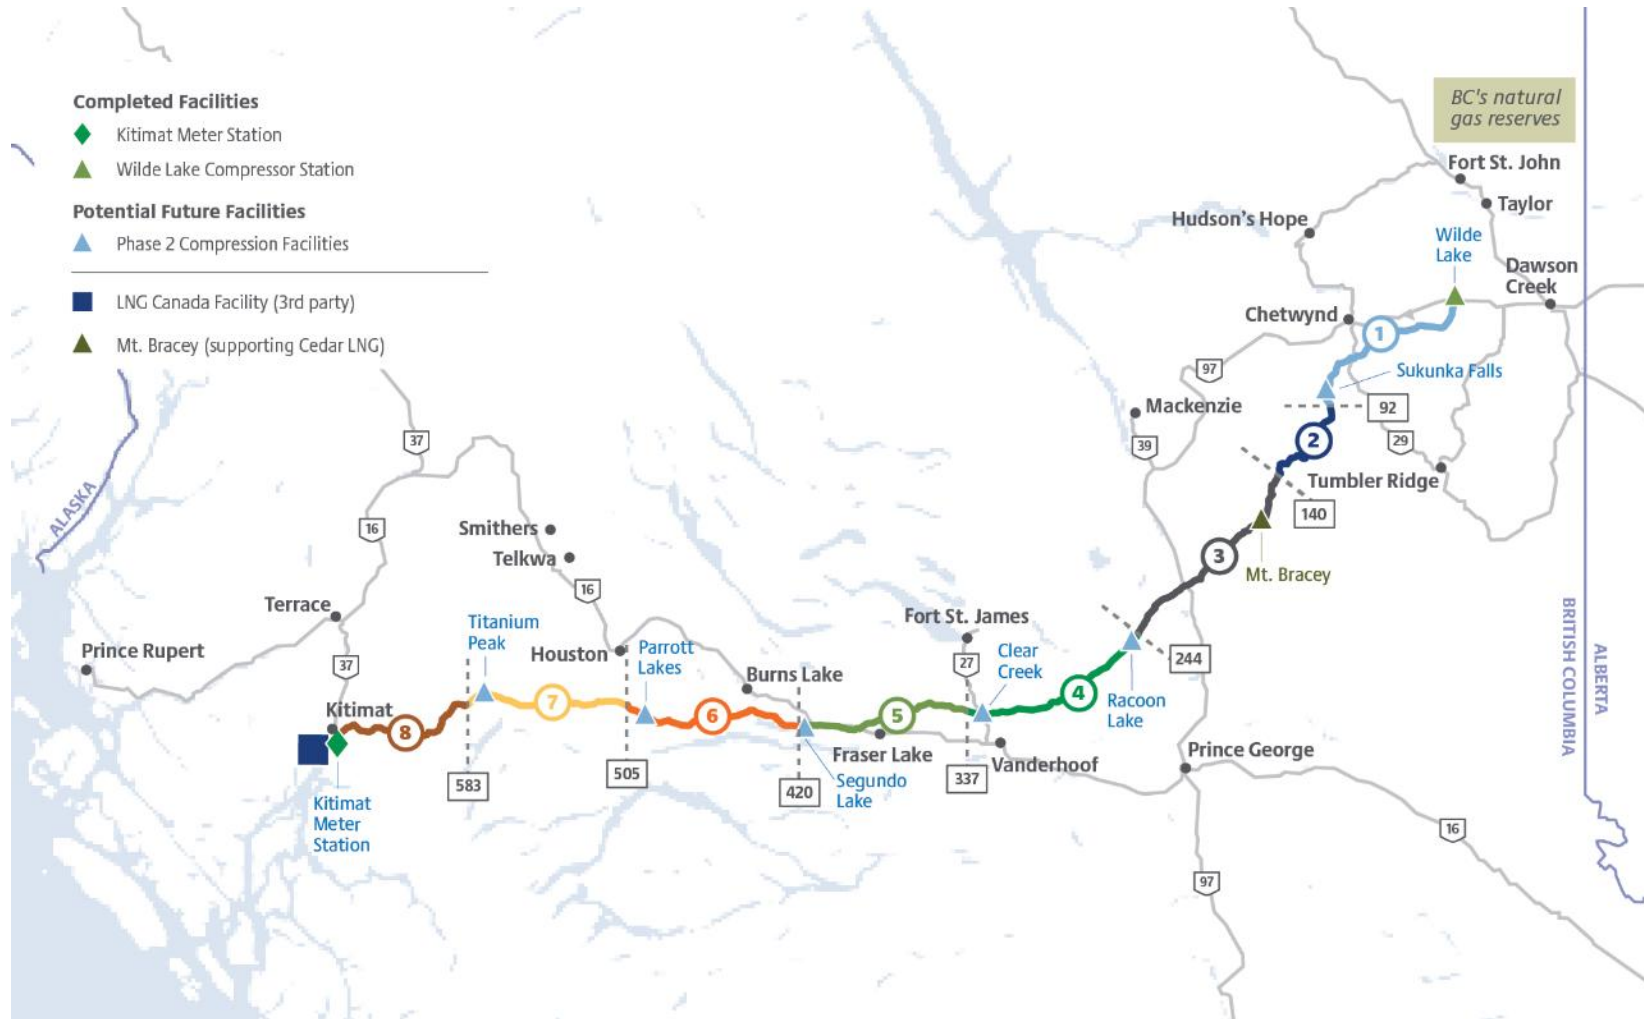 Completed Facilities
Kitimat Meter Station
Wilde Lake Compressor Station
Potential Future Facilities
Phase 2 Compression Facilities
LNG Canada Facility (3rd party)
Mt. Bracey (supporting Cedar LNG)
BC's natural
gas reserves
Fort St. John
Taylor
Hudson's Hope
Wilde
Lake
Dawson
Creek
Chetwynd
1
97
Sukunka Falls
Mackenzie
92
37
39
2
29
Tumbler Ridge
ALASKA
140
16
Smithers
Telkwa
3
Mt. Bracey
16
Terrace
Titanium
Peak
Fort St. James
Prince Rupert
37
Houston
Parrott
Lakes
27
Clear
Creek
244
BRITISH COLUMBIA
ALBERTA
Burns Lake
4
Racoon
Lake
Kitimat
8
7
6
5
Fraser Lake
Vanderhoof
Prince George
583
505
420
Segundo
Lake
337
Kitimat
Meter
Station
16
97